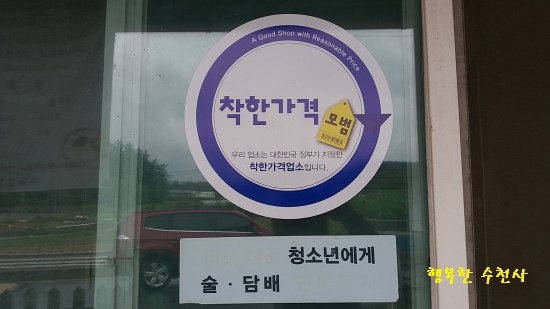 A Good Shop with Reasonable Price
착한가격
모범
우리 업소는 대한민국 정부가 지정한
착한가격업소입니다.
청소년에게
술 · 담배
행복한 수천사